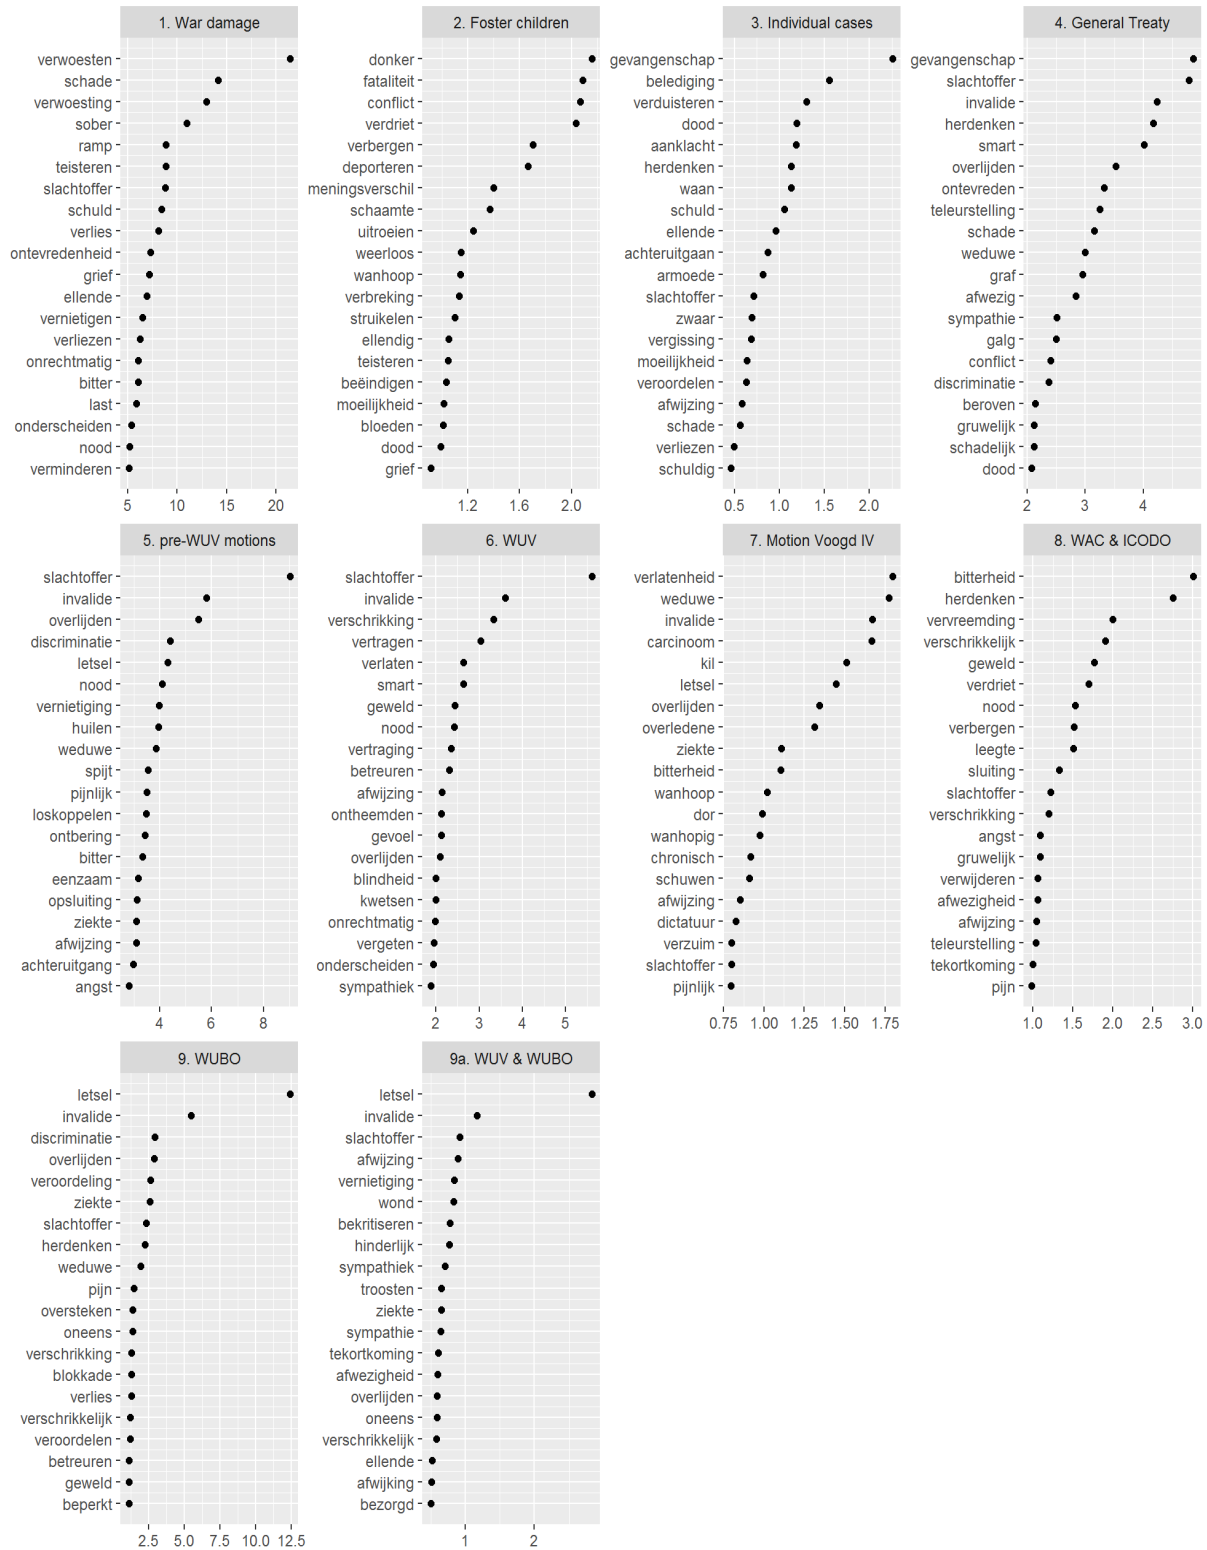 1. War damage
verwoesten
schade
verwoesting
sober
ramp
teisteren
slachtoffer
schuld
verlies
ontevredenheid
grief
ellende
vernietigen
verliezen
onrechtmatig
bitter
last
onderscheiden
nood
verminderen
5 10 15 20
2. Foster children
donker
fataliteit
conflict
verdriet
verbergen
deporteren
meningsverschil
schaamte
uitroeien
weerloos
wanhoop
verbreking
struikelen
ellendig
teisteren
beëindigen
moeilijkheid
bloeden
dood
grief
1.2 1.6 2.0
3. Individual cases
gevangenschap
belediging
verduisteren
dood
aanklacht
herdenken
waan
schuld
ellende
achteruitgaan
armoede
slachtoffer
zwaar
vergissing
moeilijkheid
veroordelen
afwijzing
schade
verliezen
schuldig
0.5 1.0 1.5 2.0
4. General Treaty
gevangenschap
slachtoffer
invalide
herdenken
smart
overlijden
ontevreden
teleurstelling
schade
weduwe
graf
afwezig
sympathie
galg
conflict
discriminatie
beroven
gruwelijk
schadelijk
dood
2 3 4
5. pre-WUV motions
slachtoffer
invalide
overlijden
discriminatie
letsel
nood
vernietiging
huilen
weduwe
spijt
pijnlijk
loskoppelen
ontbering
bitter
eenzaam
opsluiting
ziekte
afwijzing
achteruitgang
angst
4 6 8
6. WUV
slachtoffer
invalide
verschrikking
vertragen
verlaten
smart
geweld
nood
vertraging
betreuren
afwijzing
ontheemden
gevoel
overlijden
blindheid
kwetsen
onrechtmatig
vergeten
onderscheiden
sympathiek
2 3 4 5
7. Motion Voogd IV
verlatenheid
weduwe
invalide
carcinoom
kil
letsel
overlijden
overledene
ziekte
bitterheid
wanhoop
dor
wanhopig
chronisch
schuwen
afwijzing
dictatuur
verzuim
slachtoffer
pijnlijk
0.75 1.00 1.25 1.50 1.75
8. WAC & ICODO
bitterheid
herdenken
vervreemding
verschrikkelijk
geweld
verdriet
nood
verbergen
leegte
sluiting
slachtoffer
verschrikking
angst
gruwelijk
verwijderen
afwezigheid
afwijzing
teleurstelling
tekortkoming
pijn
1.0 1.5 2.0 2.5 3.0
9. WUBO
letsel
invalide
discriminatie
overlijden
veroordeling
ziekte
slachtoffer
herdenken
weduwe
pijn
oversteken
oneens
verschrikking
blokkade
verlies
verschrikkelijk
veroordelen
betreuren
geweld
beperkt
2.5 5.0 7.5 10.0 12.5
9a. WUV & WUBO
letsel
invalide
slachtoffer
afwijzing
vernietiging
wond
bekritiseren
hinderlijk
sympathiek
troosten
ziekte
sympathie
tekortkoming
afwezigheid
overlijden
oneens
verschrikkelijk
ellende
afwijking
bezorgd
1 2